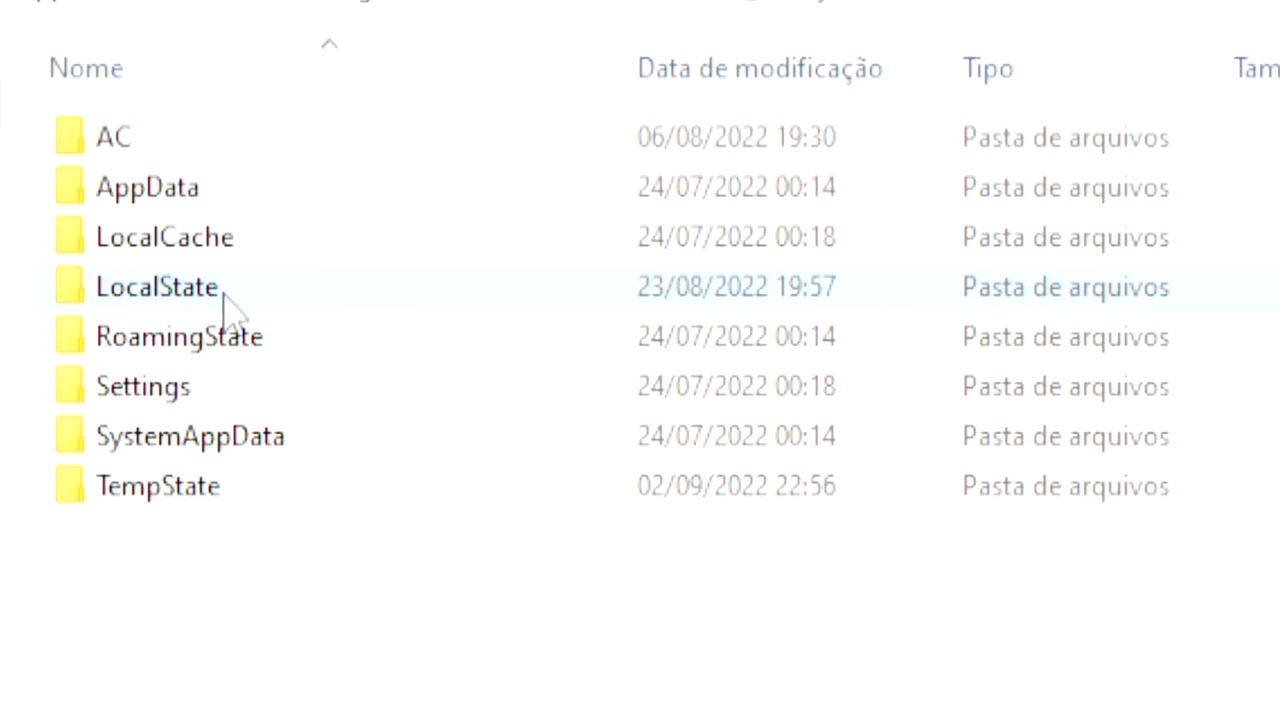 Nome Data de modificação Tipo Tam
AC 06/08/2022 19:30 Pasta de arquivos
AppData 24/07/2022 00:14 Pasta de arquivos
LocalCache 24/07/2022 00:18 Pasta de arquivos
LocalState 23/08/2022 19:57 Pasta de arquivos
RoamingState 24/07/2022 00:14 Pasta de arquivos
Settings 24/07/2022 00:18 Pasta de arquivos
SystemAppData 24/07/2022 00:14 Pasta de arquivos
TempState 02/09/2022 22:56 Pasta de arquivos